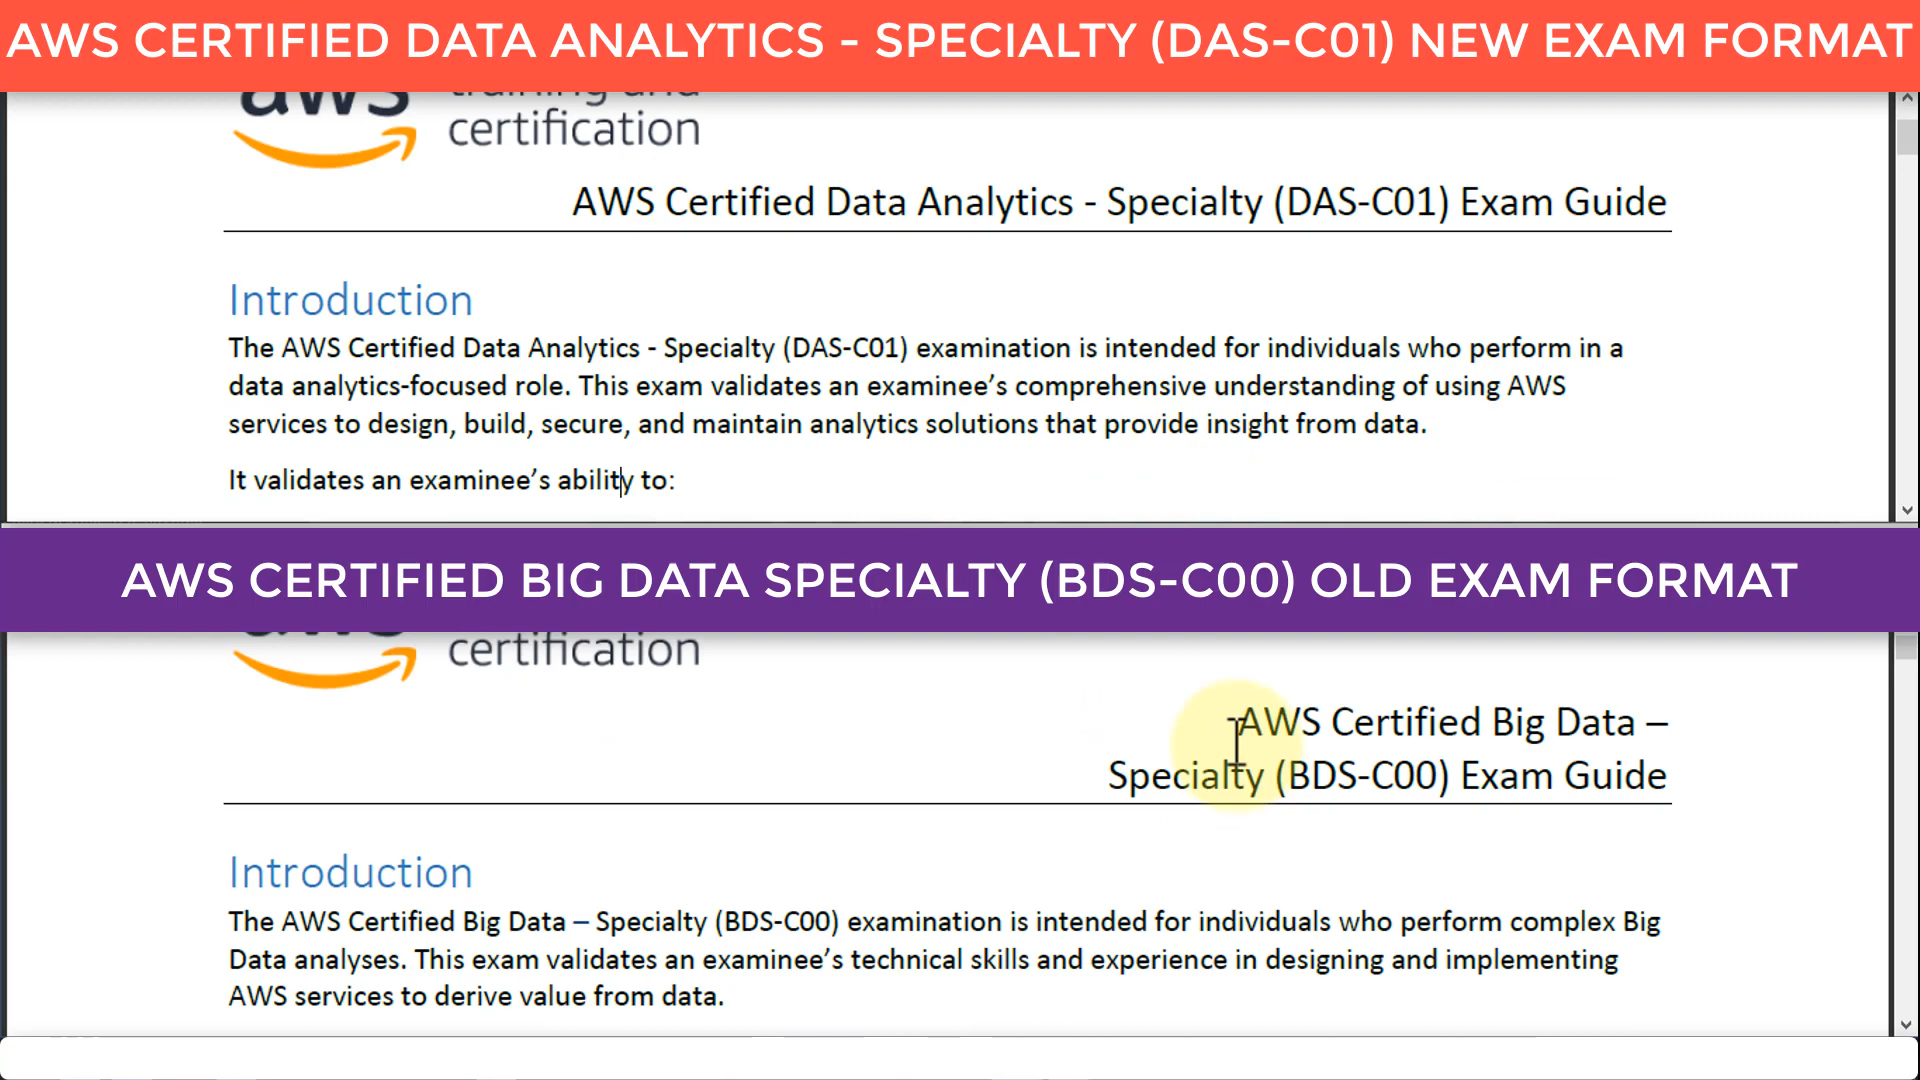 AWS CERTIFIED DATA ANALYTICS - SPECIALTY (DAS-C01) NEW EXAM FORMAT
aws training and
certification
AWS Certified Data Analytics - Specialty (DAS-C01) Exam Guide
Introduction
The AWS Certified Data Analytics - Specialty (DAS-C01) examination is intended for individuals who perform in a
data analytics-focused role. This exam validates an examinee’s comprehensive understanding of using AWS
services to design, build, secure, and maintain analytics solutions that provide insight from data.
It validates an examinee’s ability to:
AWS CERTIFIED BIG DATA SPECIALTY (BDS-C00) OLD EXAM FORMAT
certification
AWS Certified Big Data –
Specialty (BDS-C00) Exam Guide
Introduction
The AWS Certified Big Data – Specialty (BDS-C00) examination is intended for individuals who perform complex Big
Data analyses. This exam validates an examinee’s technical skills and experience in designing and implementing
AWS services to derive value from data.